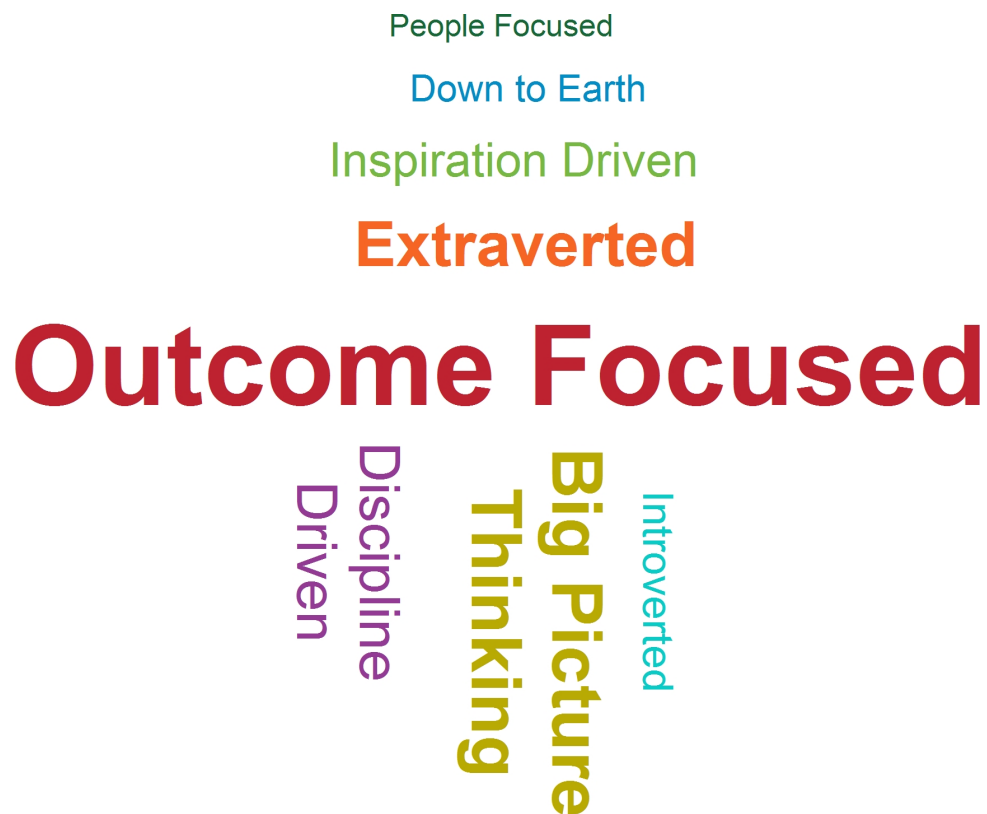 People Focused
Down to Earth
Inspiration Driven
Extraverted
Outcome Focused
Discipline
Driven
Big Picture
Thinking
Introverted